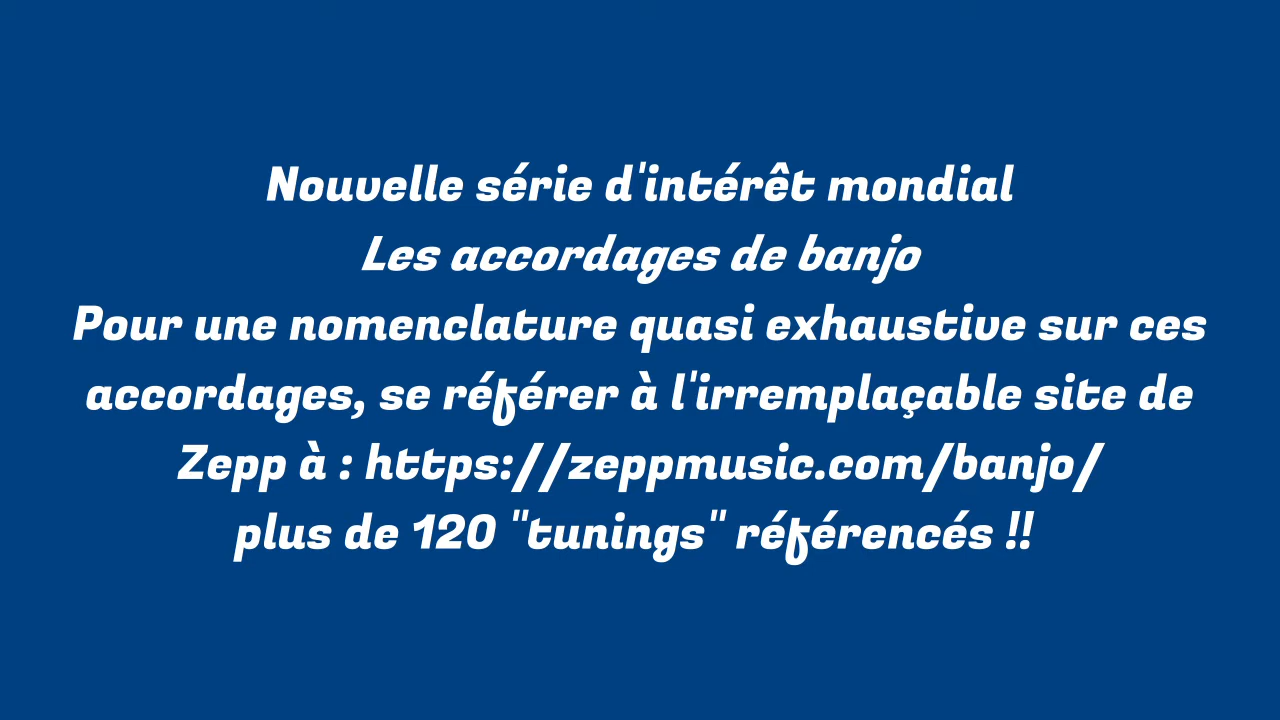 Nouvelle série d'intérêt mondial
Les accordages de banjo
Pour une nomenclature quasi exhaustive sur ces
accordages, se référer à l'irremplaçable site de
Zepp à : https://zeppmusic.com/banjo/
plus de 120 "tunings" référencés !!